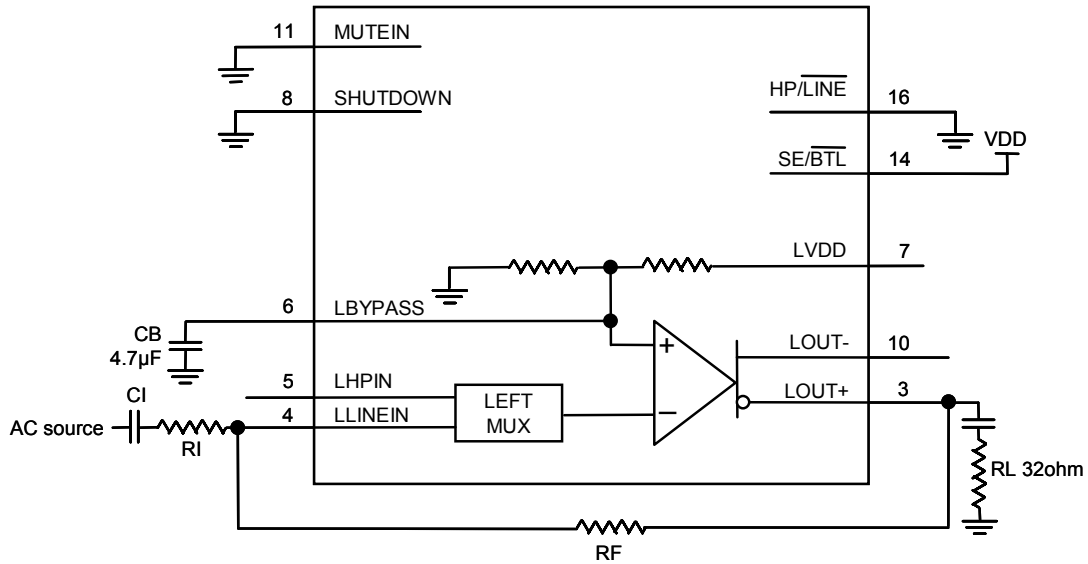 11 MUTEIN
8 SHUTDOWN
HP/LINE 16
VDD
SE/BTL 14
LVDD 7
6 LBYPASS
CB
4.7µF
LOUT- 10
5 LHPIN
CI
LOUT+ 3
LEFT
MUX
4 LLINEIN
AC source
RI
RL 32ohm
RF
+
−